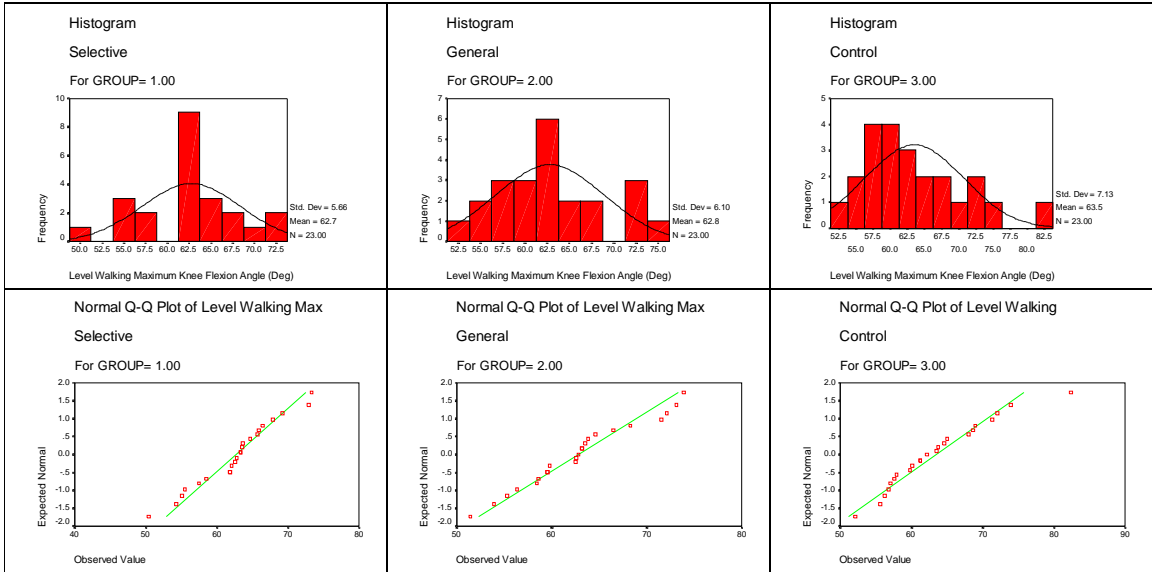 Histogram
Selective
For GROUP= 1.00
Frequency
10
8
6
4
2
0
50.0 52.5 55.0 57.5 60.0 62.5 65.0 67.5 70.0 72.5
Std. Dev = 5.66
Mean = 62.7
N = 23.00
Level Walking Maximum Knee Flexion Angle (Deg)
Histogram
General
For GROUP= 2.00
Frequency
7
6
5
4
3
2
1
0
52.5 55.0 57.5 60.0 62.5 65.0 67.5 70.0 72.5 75.0
Std. Dev = 6.10
Mean = 62.8
N = 23.00
Level Walking Maximum Knee Flexion Angle (Deg)
Histogram
Control
For GROUP= 3.00
Frequency
5
4
3
2
1
0
52.5 57.5 62.5 67.5 72.5 77.5 82.5
55.0 60.0 65.0 70.0 75.0 80.0
Std. Dev = 7.13
Mean = 63.5
N = 23.00
Level Walking Maximum Knee Flexion Angle (Deg)
Normal Q-Q Plot of Level Walking Max
Selective
For GROUP= 1.00
Expected Normal
2.0
1.5
1.0
.5
0.0
-.5
-1.0
-1.5
-2.0
40 50 60 70 80
Observed Value
Normal Q-Q Plot of Level Walking Max
General
For GROUP= 2.00
Expected Normal
2.0
1.5
1.0
.5
0.0
-.5
-1.0
-1.5
-2.0
50 60 70 80
Observed Value
Normal Q-Q Plot of Level Walking
Control
For GROUP= 3.00
Expected Normal
2.0
1.5
1.0
.5
0.0
-.5
-1.0
-1.5
-2.0
50 60 70 80 90
Observed Value